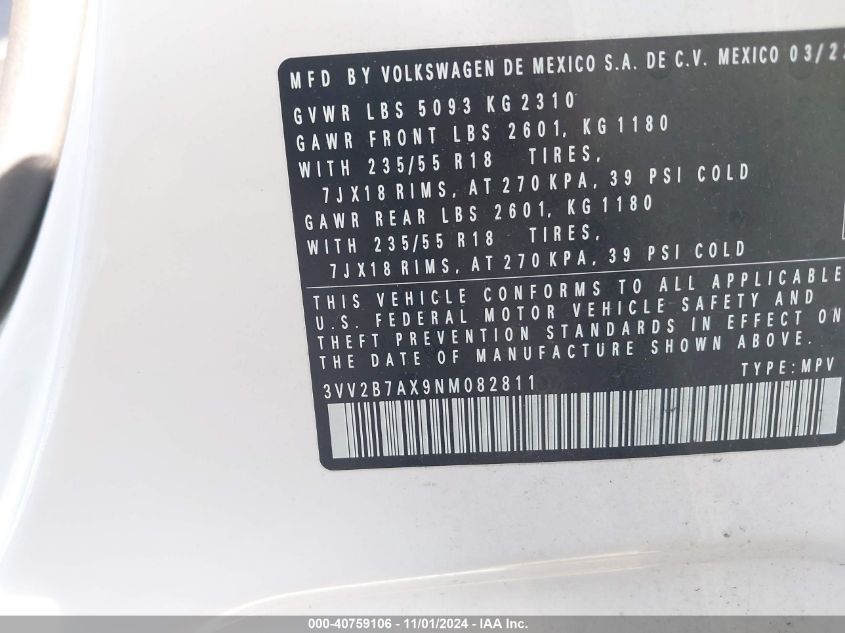 MFD BY VOLKSWAGEN DE MEXICO S.A. DE C.V. MEXICO 03/2
GVWR LBS 5093 KG 2310
GAWR FRONT LBS 2601, KG 1180
WITH 235/55 R18 TIRES,
7JX18 RIMS, AT 270 KPA, 39 PSI COLD
GAWR REAR LBS 2601, KG 1180
WITH 235/55 R18 TIRES,
7JX18 RIMS, AT 270 KPA, 39 PSI COLD
THIS VEHICLE CONFORMS TO ALL APPLICABLE
U.S. FEDERAL MOTOR VEHICLE SAFETY AND
THEFT PREVENTION STANDARDS IN EFFECT ON
THE DATE OF MANUFACTURE SHOWN ABOVE.
TYPE: MPV
3VV2B7AX9NM082811
000-40759106 - 11/01/2024 - IAA Inc.